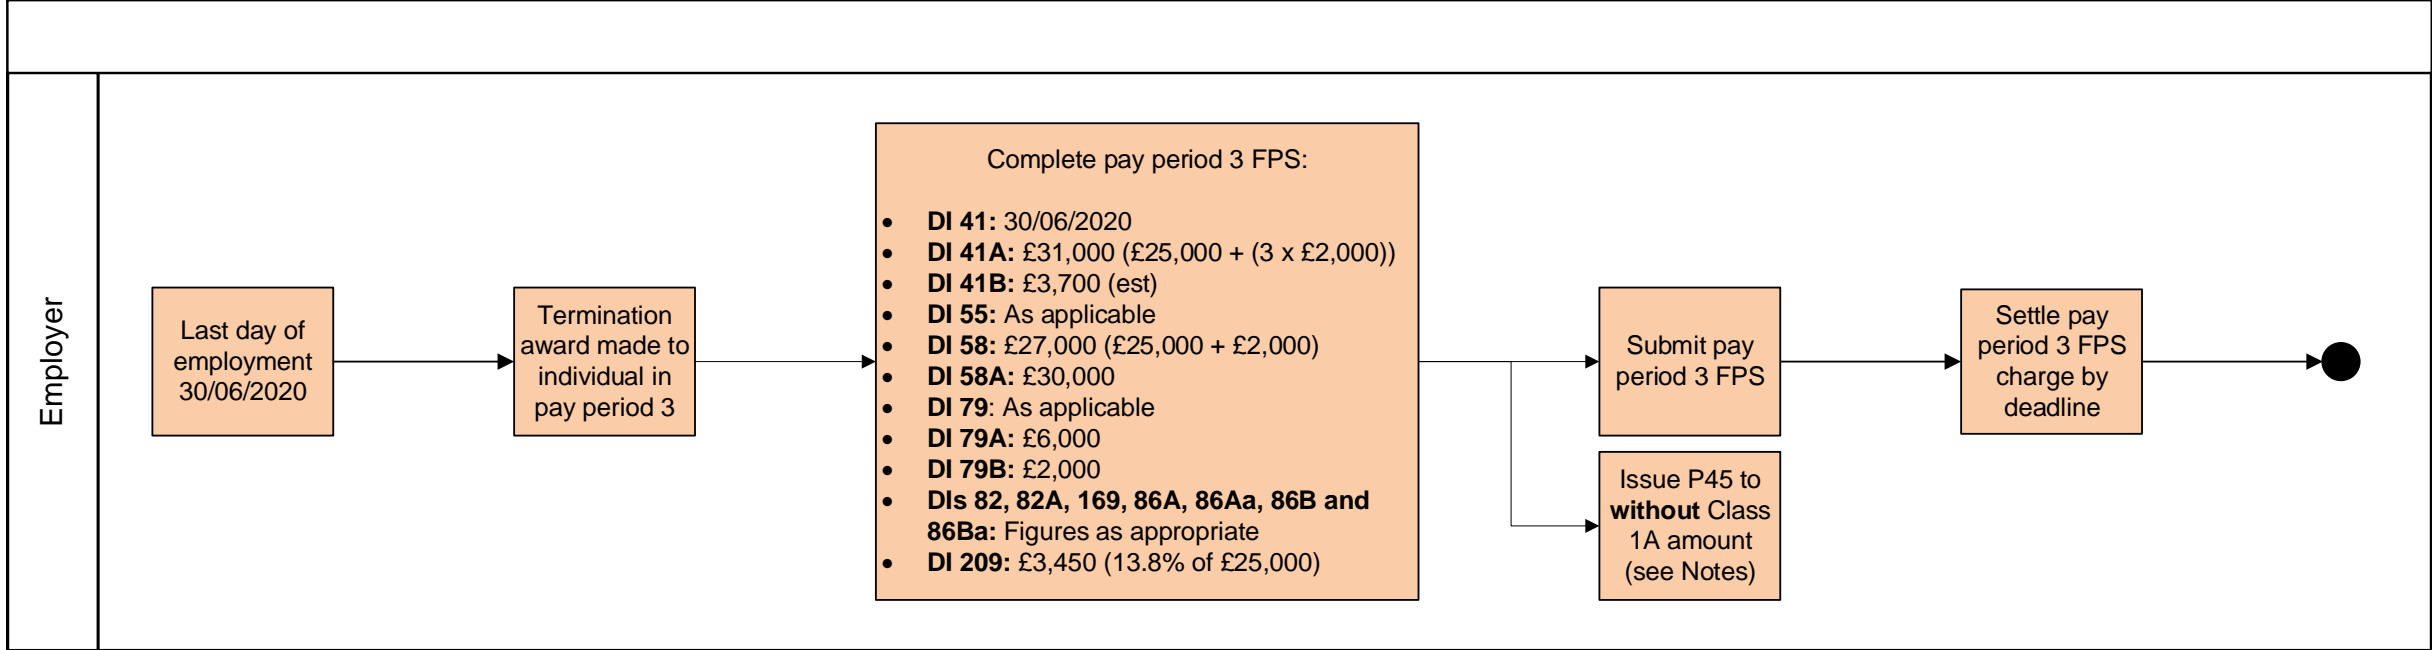 Employer
Last day of
employment
30/06/2020
Termination
award made to
individual in
pay period 3
Complete pay period 3 FPS:
• DI 41: 30/06/2020
• DI 41A: £31,000 (£25,000 + (3 x £2,000))
• DI 41B: £3,700 (est)
• DI 55: As applicable
• DI 58: £27,000 (£25,000 + £2,000)
• DI 58A: £30,000
• DI 79: As applicable
• DI 79A: £6,000
• DI 79B: £2,000
• DIs 82, 82A, 169, 86A, 86Aa, 86B and
86Ba: Figures as appropriate
• DI 209: £3,450 (13.8% of £25,000)
Submit pay
period 3 FPS
Issue P45 to
without Class
1A amount
(see Notes)
Settle pay
period 3 FPS
charge by
deadline